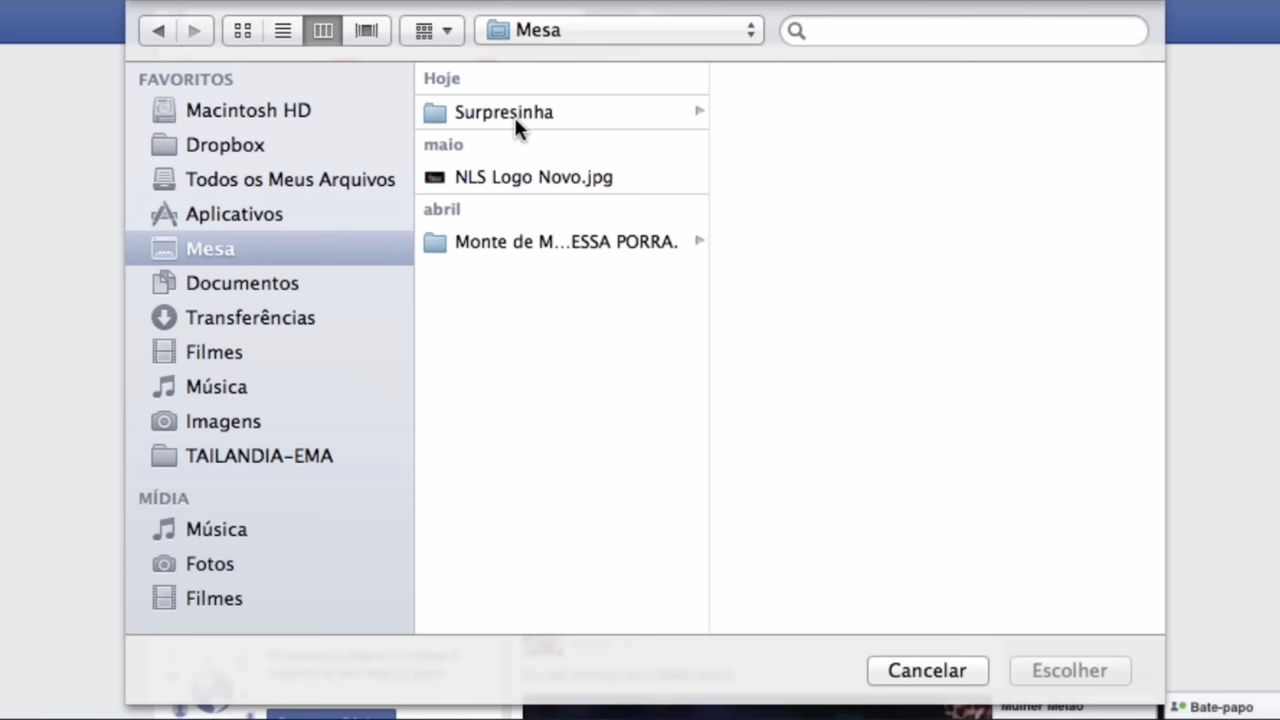 Mesa
FAVORITOS
Macintosh HD
Dropbox
Todos os Meus Arquivos
Aplicativos
Mesa
Documentos
Transferências
Filmes
Música
Imagens
TAILANDIA-EMA
MÍDIA
Música
Fotos
Filmes
Hoje
Surpresinha
maio
NLS Logo Novo.jpg
abril
Monte de M...ESSA PORRA.
Cancelar
Escolher
Mulher Melão
Bate-papo